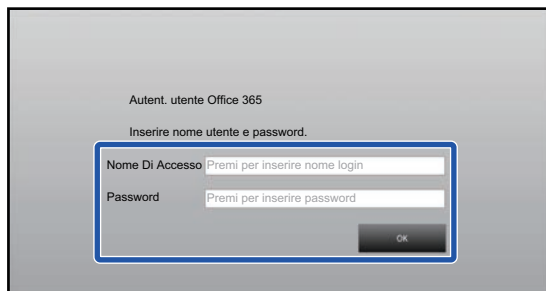 Autent. utente Office 365
Inserire nome utente e password.
Nome Di Accesso Premi per inserire nome login
Password Premi per inserire password
OK